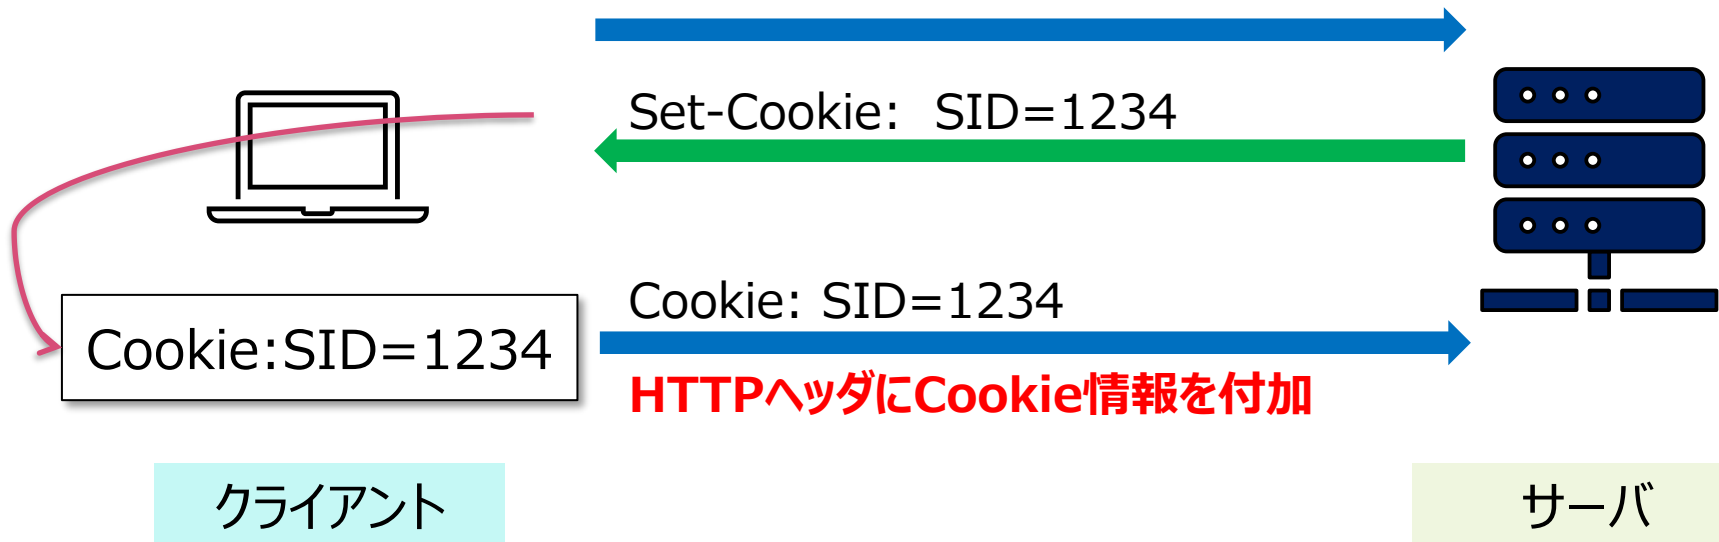 Set-Cookie: SID=1234
Cookie: SID=1234
Cookie:SID=1234
HTTPヘッダにCookie情報を付加
クライアント
サーバ